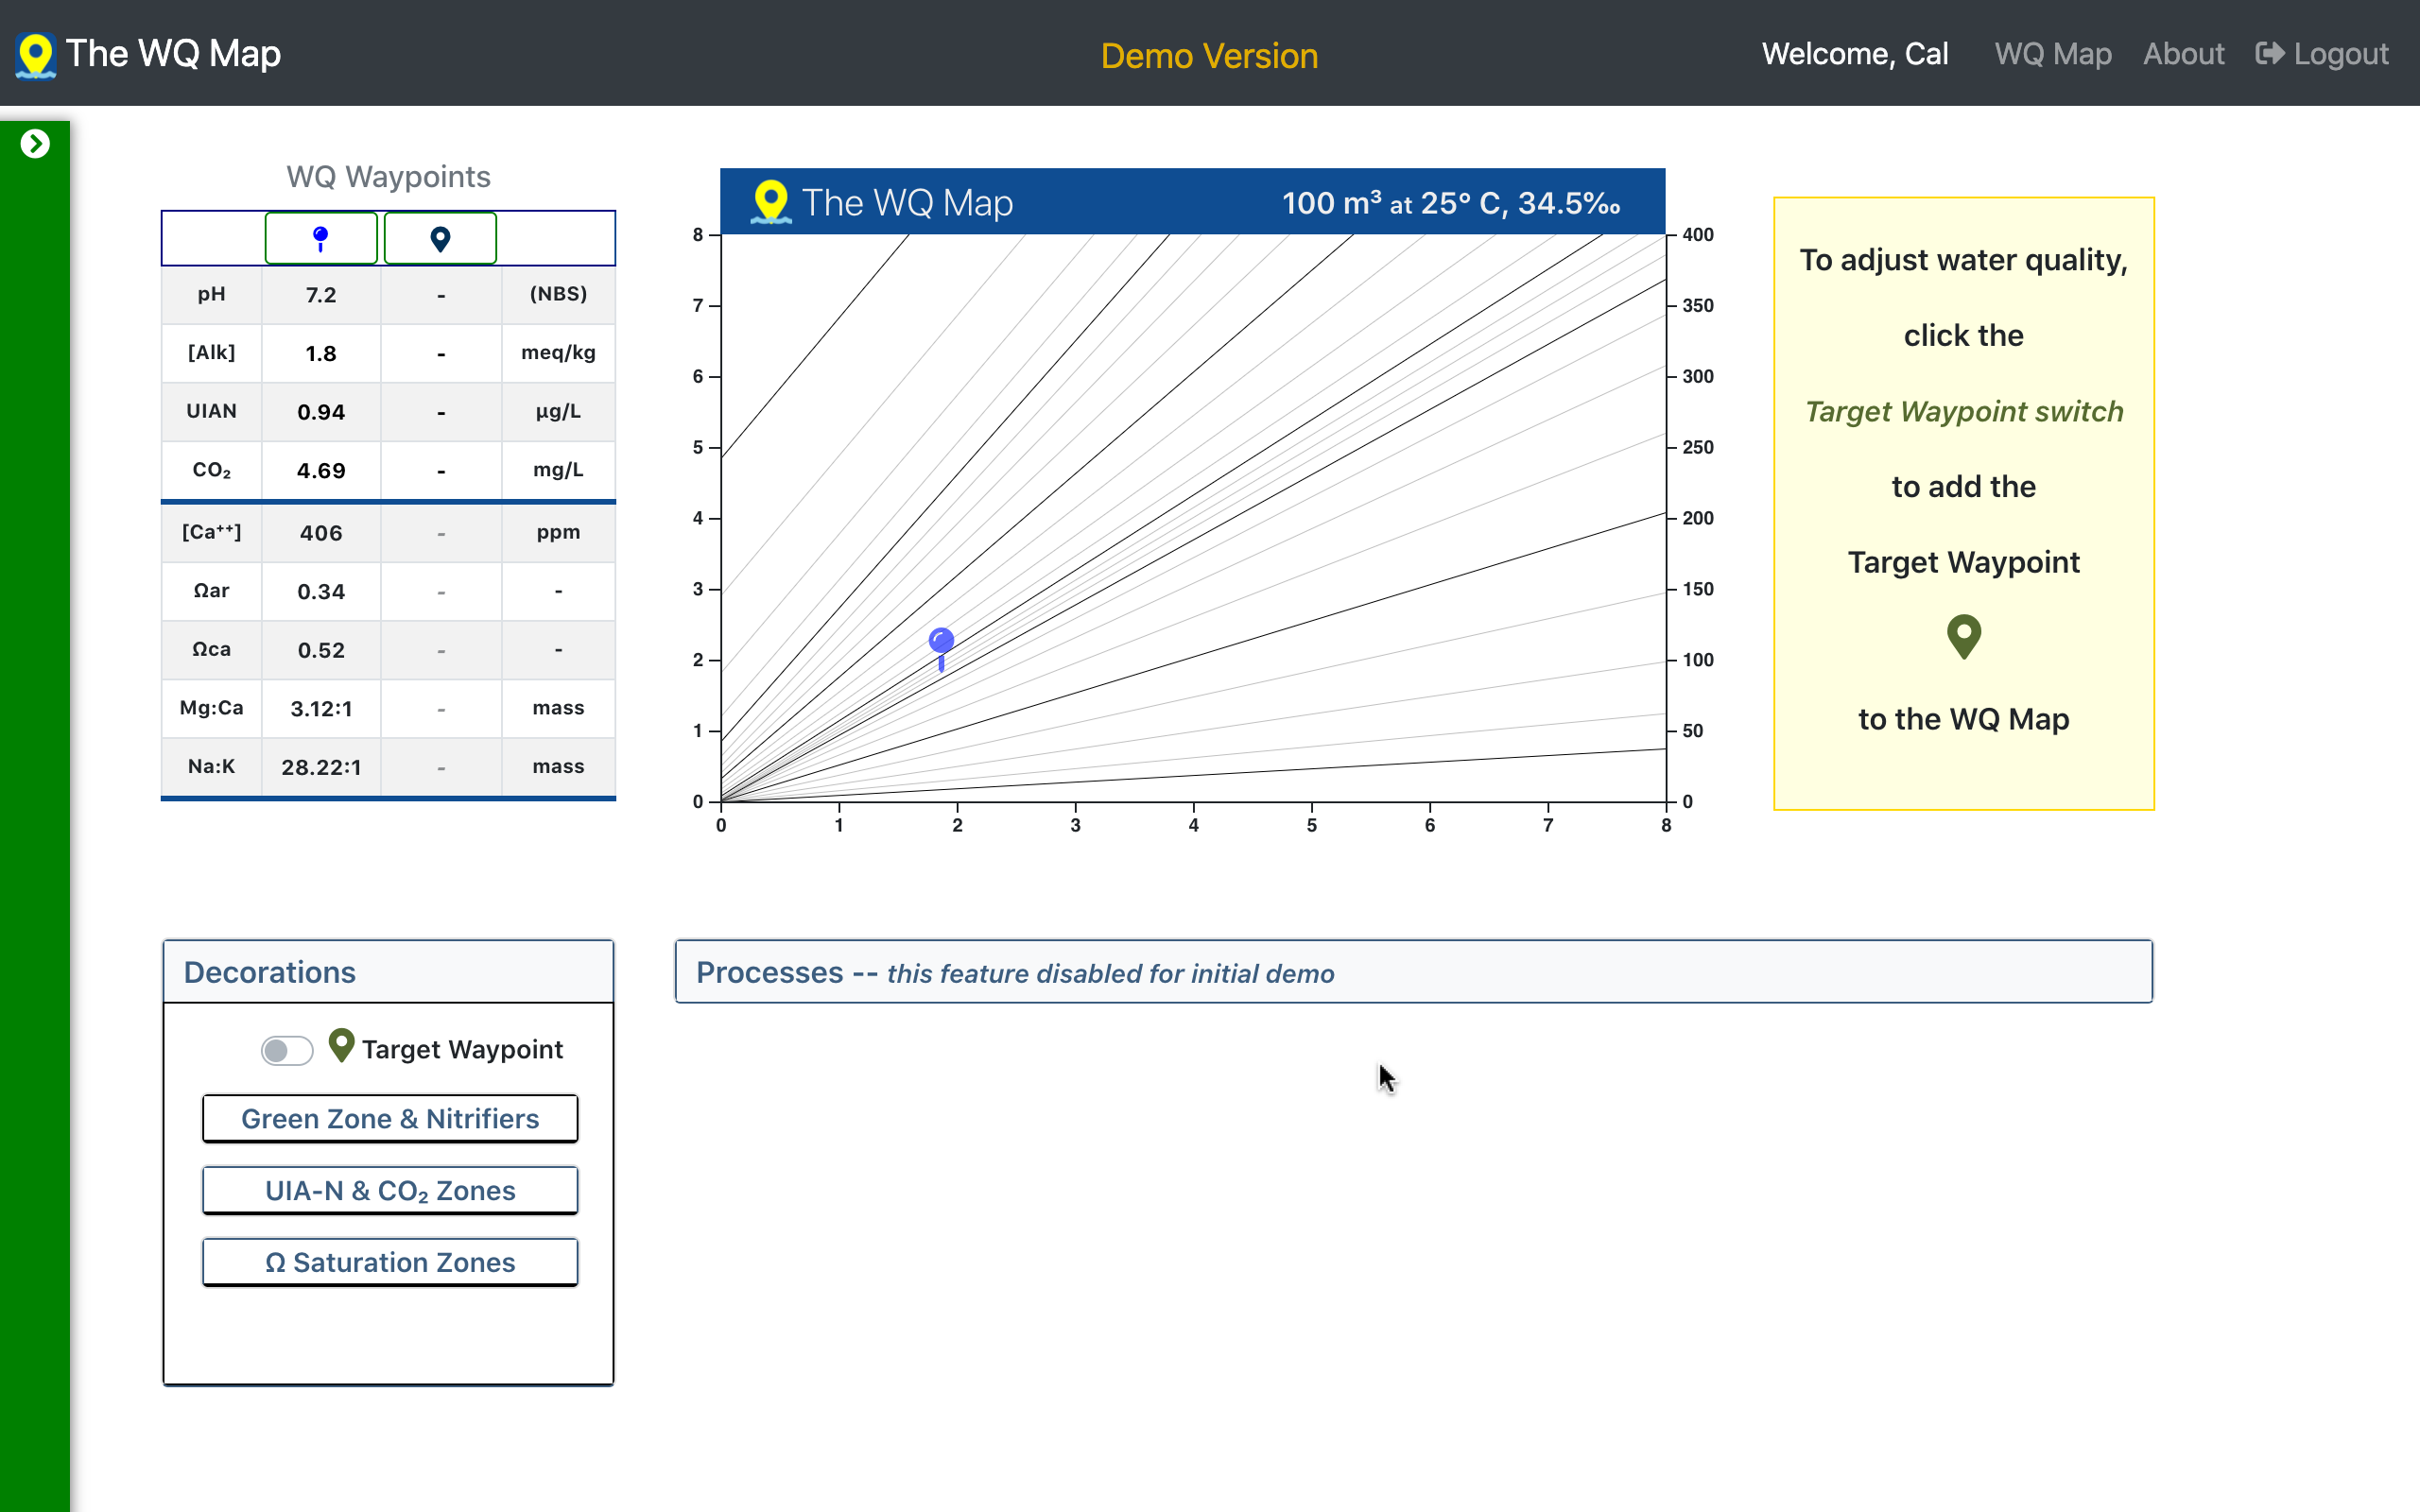 The WQ Map
Demo Version
Welcome, Cal
WQ Map
About
Logout
WQ Waypoints
pH 7.2 - (NBS)
[Alk] 1.8 - meq/kg
UIAN 0.94 - µg/L
CO₂ 4.69 - mg/L
[Ca⁺⁺] 406 - ppm
Ωar 0.34 - -
Ωca 0.52 - -
Mg:Ca 3.12:1 - mass
Na:K 28.22:1 - mass
The WQ Map
100 m³ at 25° C, 34.5‰
8
7
6
5
4
3
2
1
0
400
350
300
250
200
150
100
50
0
0 1 2 3 4 5 6 7 8
To adjust water quality,
click the
Target Waypoint switch
to add the
Target Waypoint
to the WQ Map
Decorations
Target Waypoint
Green Zone & Nitrifiers
UIA-N & CO₂ Zones
Ω Saturation Zones
Processes -- this feature disabled for initial demo